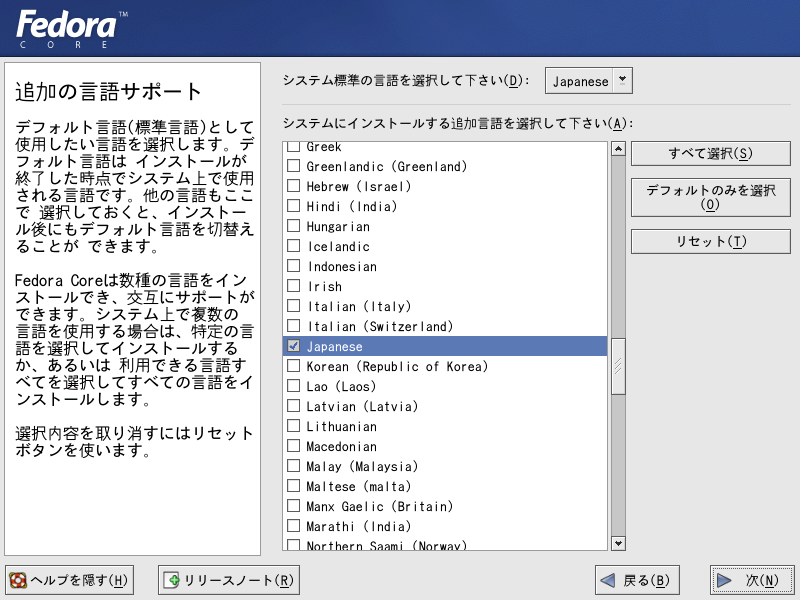 Fedora™
CORE
追加の言語サポート
デフォルト言語(標準言語)として
使用したい言語を選択します。デ
フォルト言語は インストールが
終了した時点でシステム上で使用
される言語です。他の言語もここ
で 選択しておくと、インストー
ル後にもデフォルト言語を切替え
ることが できます。
Fedora Coreは数種の言語をイン
ストールでき、交互にサポートが
できます。システム上で複数の
言語を使用する場合は、特定の言
語を選択してインストールする
か、あるいは 利用できる言語す
べてを選択してすべての言語をイ
ンストールします。
選択内容を取り消すにはリセット
ボタンを使います。
システム標準の言語を選択して下さい(D):
Japanese
システムにインストールする追加言語を選択して下さい(A):
Greek
Greenlandic (Greenland)
Hebrew (Israel)
Hindi (India)
Hungarian
Icelandic
Indonesian
Irish
Italian (Italy)
Italian (Switzerland)
Japanese
Korean (Republic of Korea)
Lao (Laos)
Latvian (Latvia)
Lithuanian
Macedonian
Malay (Malaysia)
Maltese (malta)
Manx Gaelic (Britain)
Marathi (India)
Northern Saami (Norway)
すべて選択(S)
デフォルトのみを選択
(O)
リセット(T)
ヘルプを隠す(H)
リリースノート(R)
戻る(B)
次(N)